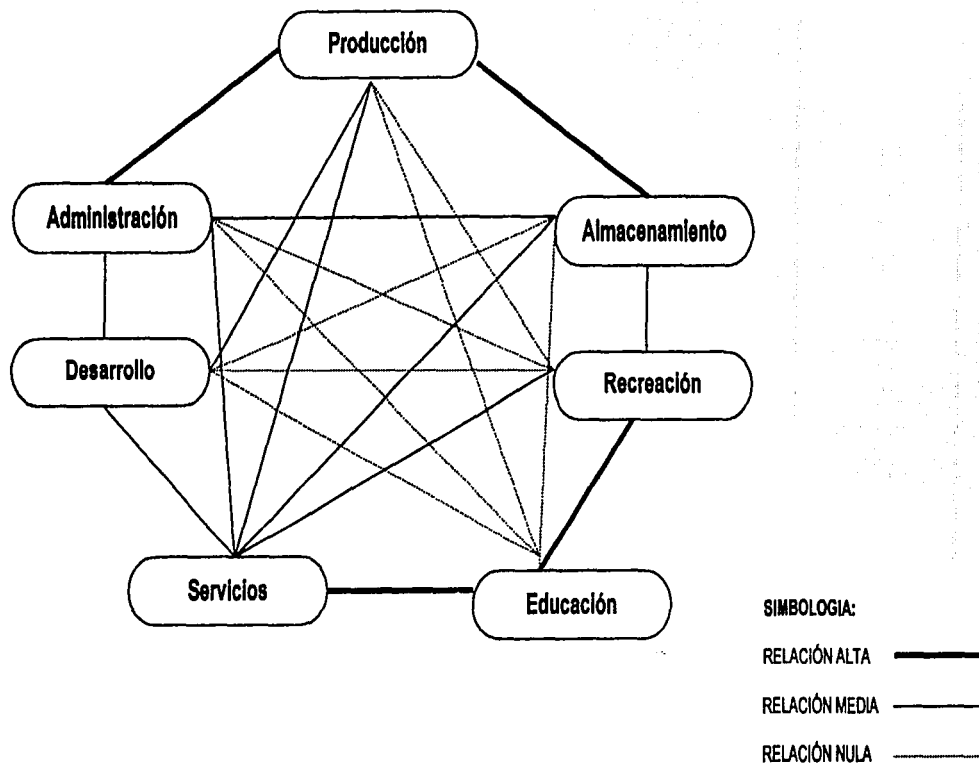 Producción
Administración
Almacenamiento
Desarrollo
Recreación
Servicios
Educación
SIMBOLOGIA:
RELACIÓN ALTA
RELACIÓN MEDIA
RELACIÓN NULA